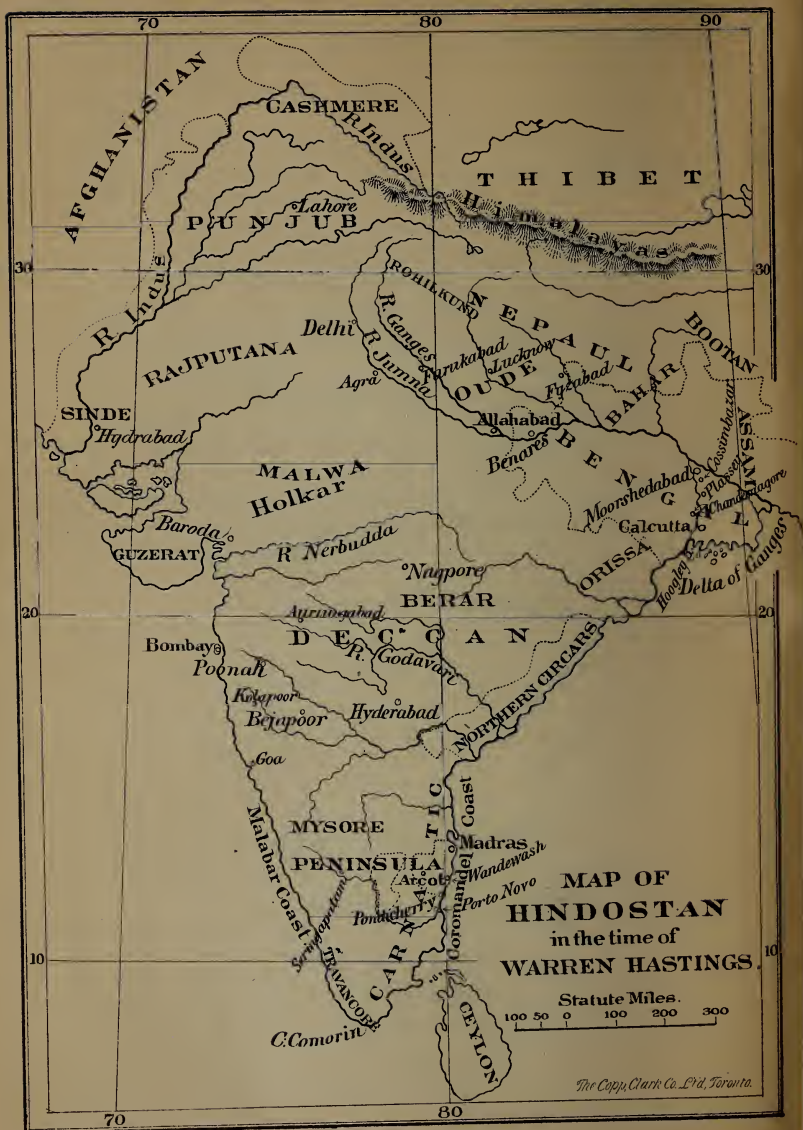 70
80
90
AFGHANISTAN
CASHMERE
R Indus
THIBET
Lahore
PUNJUB
Himalayas
30
30
R Indus
ROHILKUND
NEPAUL
Delhi
R. Ganges
R Jumna
BOOTAN
RAJPUTANA
Farukabad
Lucknow
Agra
OUDE
Fyzabad
BAHAR
SINDE
Hydrabad
Allahabad
Cossimbazar
ASSAM
Benares
BENGAL
MALWA
Holkar
Moorshedabad
Plassey
Chandernagore
Calcutta
Baroda
GUZERAT
R Nerbudda
Nagpore
ORISSA
Hoogley
Delta of Ganges
BERAR
20
20
Aurungabad
DECCAN
Bombay
R. Godavari
Poonah
Kolapoor
Bejapoor
Hyderabad
NORTHERN CIRCARS
Goa
MYSORE
CARNATIC
Coromandel Coast
Malabar Coast
Madras
PENINSULA
Wandewash
Arcot
Pondicherry
Porto Novo
Seringapatam
MAP OF
HINDOSTAN
in the time of
WARREN HASTINGS.
10
10
TRAVANCORE
Statute Miles.
100 50 0 100 200 300
C. Comorin
CEYLON
The Copp, Clark Co. Ltd, Toronto.
70
80